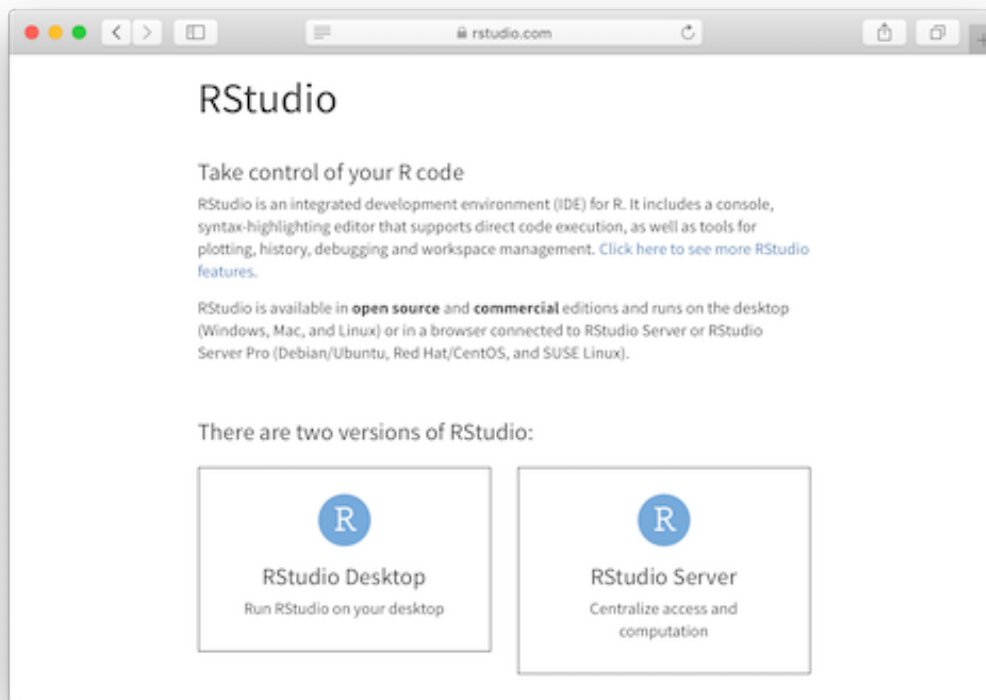 rstudio.com
RStudio
Take control of your R code
RStudio is an integrated development environment (IDE) for R. It includes a console,
syntax-highlighting editor that supports direct code execution, as well as tools for
plotting, history, debugging and workspace management. Click here to see more RStudio
features.
RStudio is available in open source and commercial editions and runs on the desktop
(Windows, Mac, and Linux) or in a browser connected to RStudio Server or RStudio
Server Pro (Debian/Ubuntu, Red Hat/CentOS, and SUSE Linux).
There are two versions of RStudio:
R
RStudio Desktop
Run RStudio on your desktop
R
RStudio Server
Centralize access and
computation